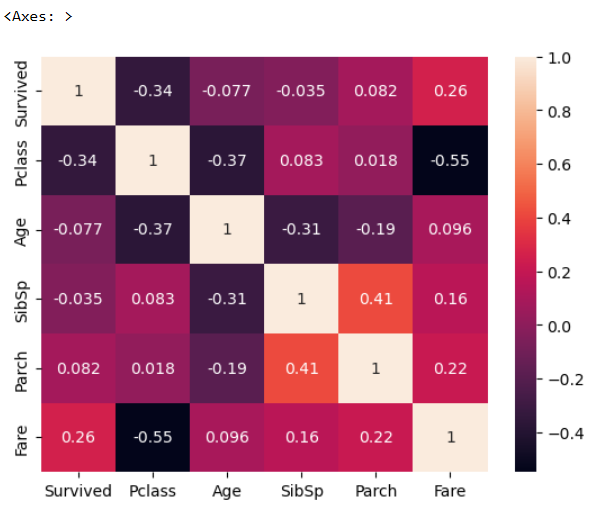 <Axes: >
Survived 1 -0.34 -0.077 -0.035 0.082 0.26
Pclass -0.34 1 -0.37 0.083 0.018 -0.55
Age -0.077 -0.37 1 -0.31 -0.19 0.096
SibSp -0.035 0.083 -0.31 1 0.41 0.16
Parch 0.082 0.018 -0.19 0.41 1 0.22
Fare 0.26 -0.55 0.096 0.16 0.22 1
Survived Pclass Age SibSp Parch Fare
1.0
0.8
0.6
0.4
0.2
0.0
−0.2
−0.4